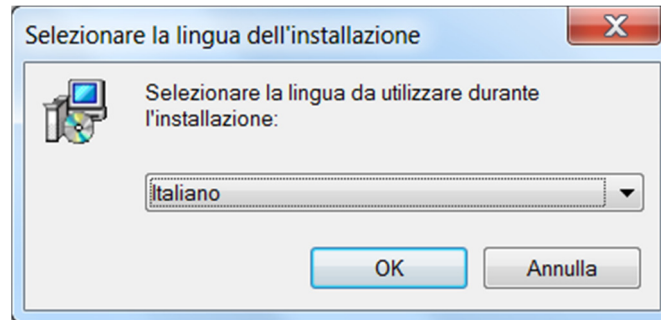 Selezionare la lingua dell'installazione
Selezionare la lingua da utilizzare durante
l'installazione:
Italiano
OK
Annulla